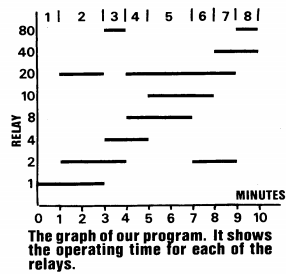 1 | 2 | 3 | 4 | 5 | 6 | 7 | 8 |
80
40
20
10
8
4
2
1
RELAY
MINUTES
0 1 2 3 4 5 6 7 8 9 10
The graph of our program. It shows
the operating time for each of the
relays.